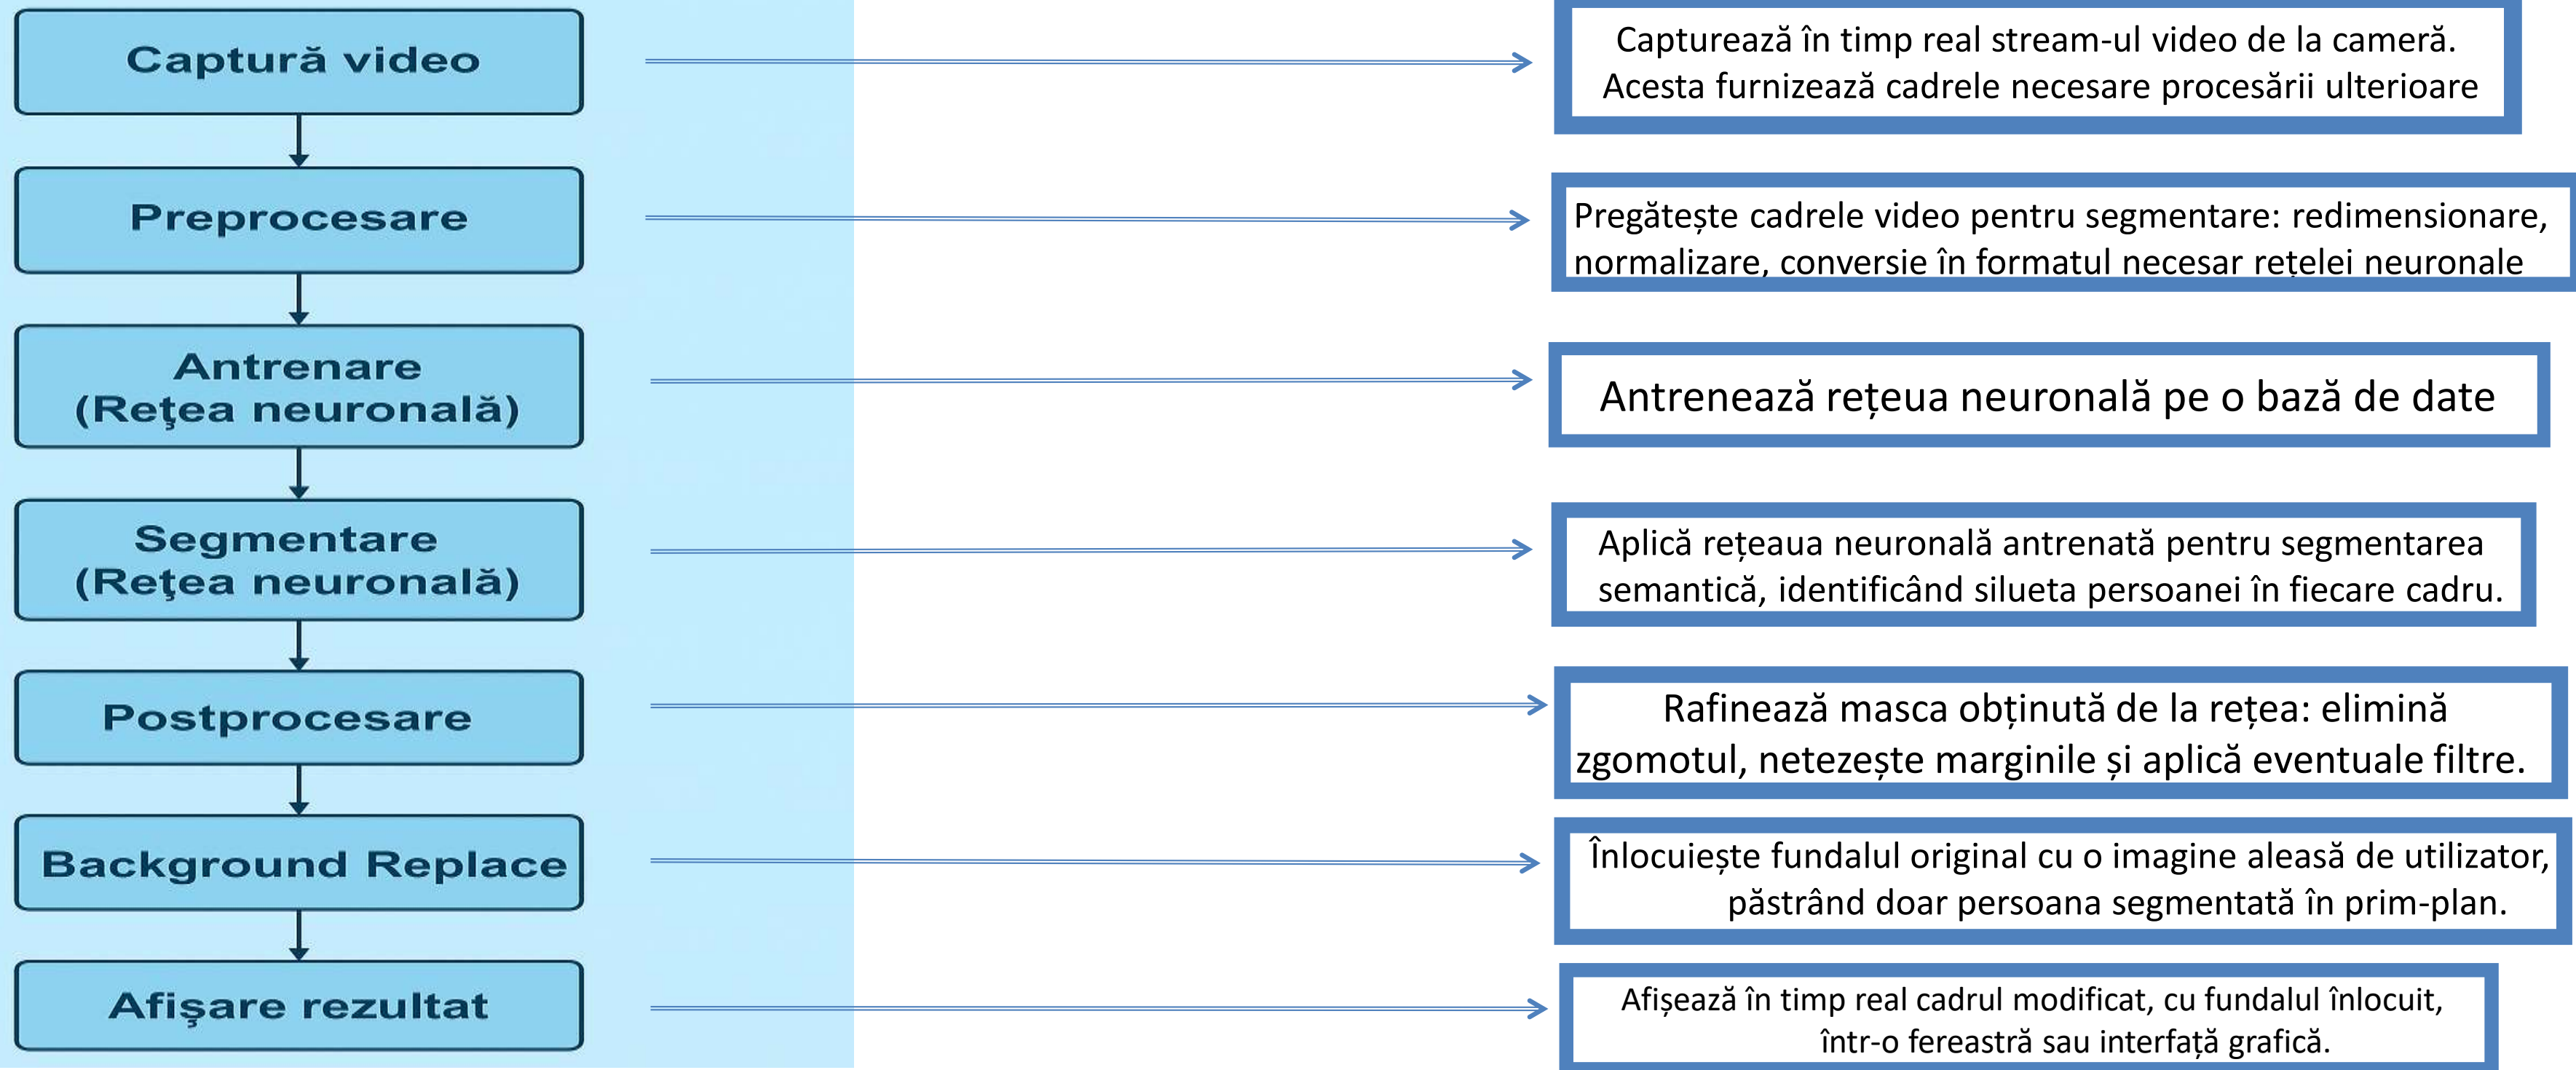 Captură video
Capturează în timp real stream-ul video de la cameră.
Acesta furnizează cadrele necesare procesării ulterioare
Preprocesare
Pregătește cadrele video pentru segmentare: redimensionare,
normalizare, conversie în formatul necesar rețelei neuronale
Antrenare
(Reţea neuronală)
Antrenează rețeua neuronală pe o bază de date
Segmentare
(Reţea neuronală)
Aplică rețeaua neuronală antrenată pentru segmentarea
semantică, identificând silueta persoanei în fiecare cadru.
Postprocesare
Rafinează masca obținută de la rețea: elimină
zgomotul, netezește marginile și aplică eventuale filtre.
Background Replace
Înlocuiește fundalul original cu o imagine aleasă de utilizator,
păstrând doar persoana segmentată în prim-plan.
Afişare rezultat
Afișează în timp real cadrul modificat, cu fundalul înlocuit,
într-o fereastră sau interfață grafică.